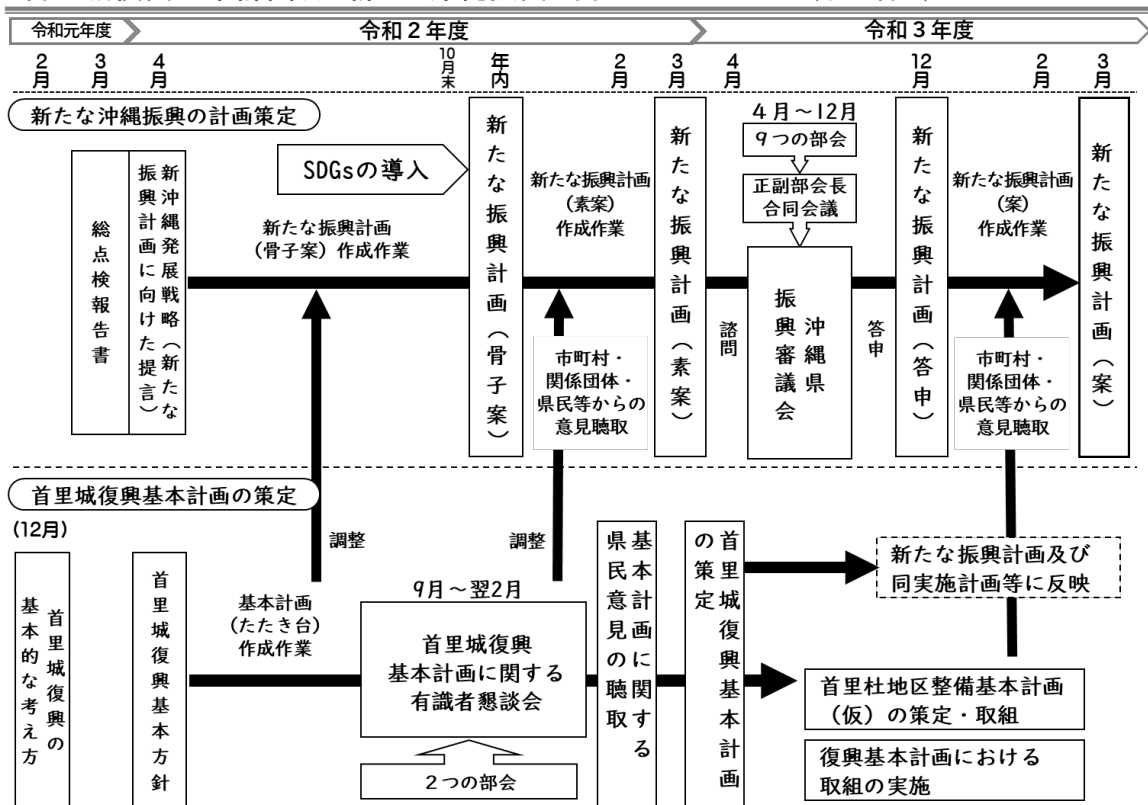 令和元年度
令和２年度
令和３年度
2月
3月
4月
10月末
年内
2月
3月
4月
12月
2月
3月
新たな沖縄振興の計画策定
総点検報告書
新沖縄発展戦略（新たな
振興計画に向けた提言）
SDGsの導入
新たな振興計画
（骨子案）作成作業
新たな振興計画（骨子案）
新たな振興計画
（素案）
作成作業
市町村・
関係団体・
県民等からの
意見聴取
新たな振興計画（素案）
諮問
４月～12月
９つの部会
正副部会長
合同会議
沖縄県
振興審議会
答申
新たな振興計画（答申）
新たな振興計画
（案）
作成作業
市町村・
関係団体・
県民等からの
意見聴取
新たな振興計画（案）
首里城復興基本計画の策定
(12月)
首里城復興の
基本的な考え方
首里城復興基本方針
調整
基本計画
（たたき台）
作成作業
9月～翌2月
首里城復興
基本計画に関する
有識者懇談会
２つの部会
調整
基本計画に関する
県民意見の聴取
首里城復興基本計画
の策定
新たな振興計画及び
同実施計画等に反映
首里杜地区整備基本計画
（仮）の策定・取組
復興基本計画における
取組の実施